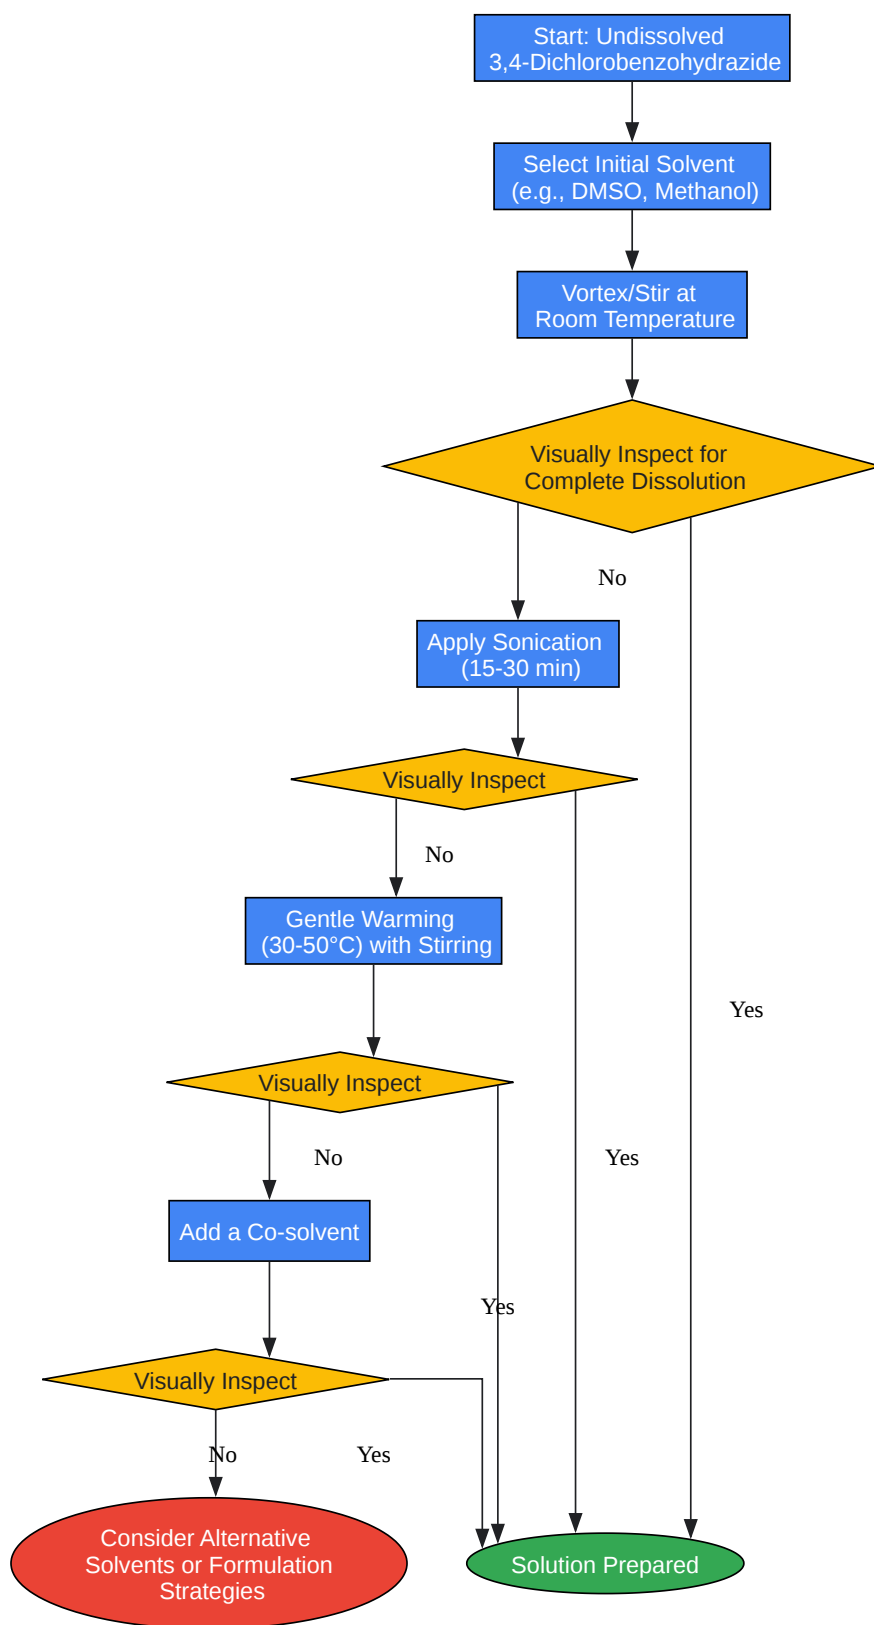 Start: Undissolved
3,4-Dichlorobenzohydrazide
Select Initial Solvent
(e.g., DMSO, Methanol)
Vortex/Stir at
Room Temperature
Visually Inspect for
Complete Dissolution
No
Apply Sonication
(15-30 min)
Visually Inspect
No
Gentle Warming
(30-50°C) with Stirring
Yes
Visually Inspect
No
Yes
Add a Co-solvent
Yes
Visually Inspect
No
Yes
Consider Alternative
Solvents or Formulation
Strategies
Solution Prepared